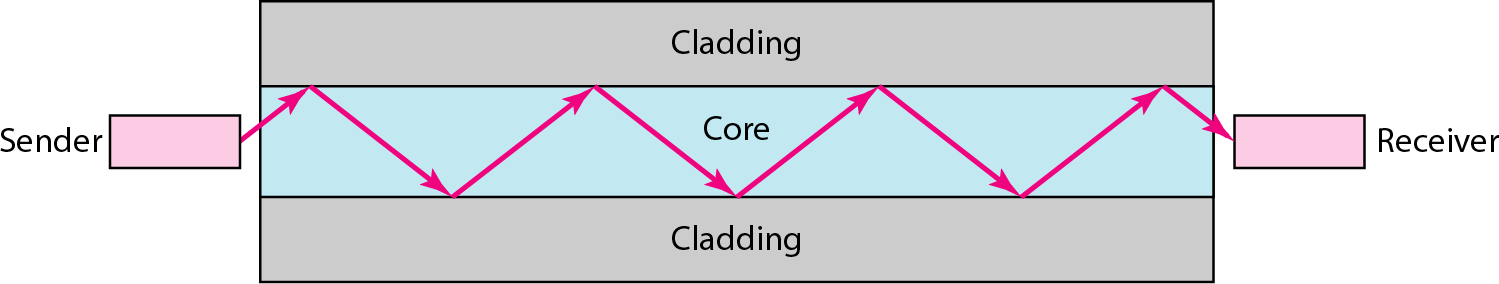 Cladding
Sender
Core
Receiver
Cladding